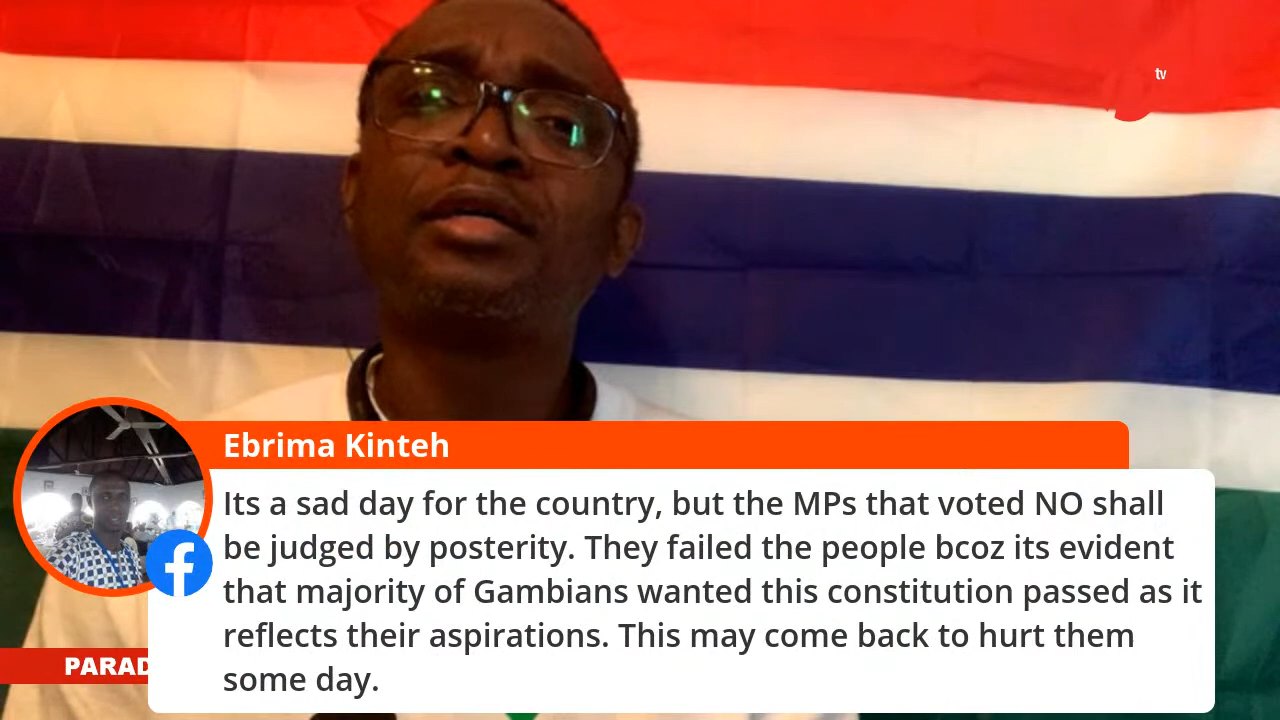 tv
Ebrima Kinteh
Its a sad day for the country, but the MPs that voted NO shall
be judged by posterity. They failed the people bcoz its evident
that majority of Gambians wanted this constitution passed as it
reflects their aspirations. This may come back to hurt them
some day.
PARAD